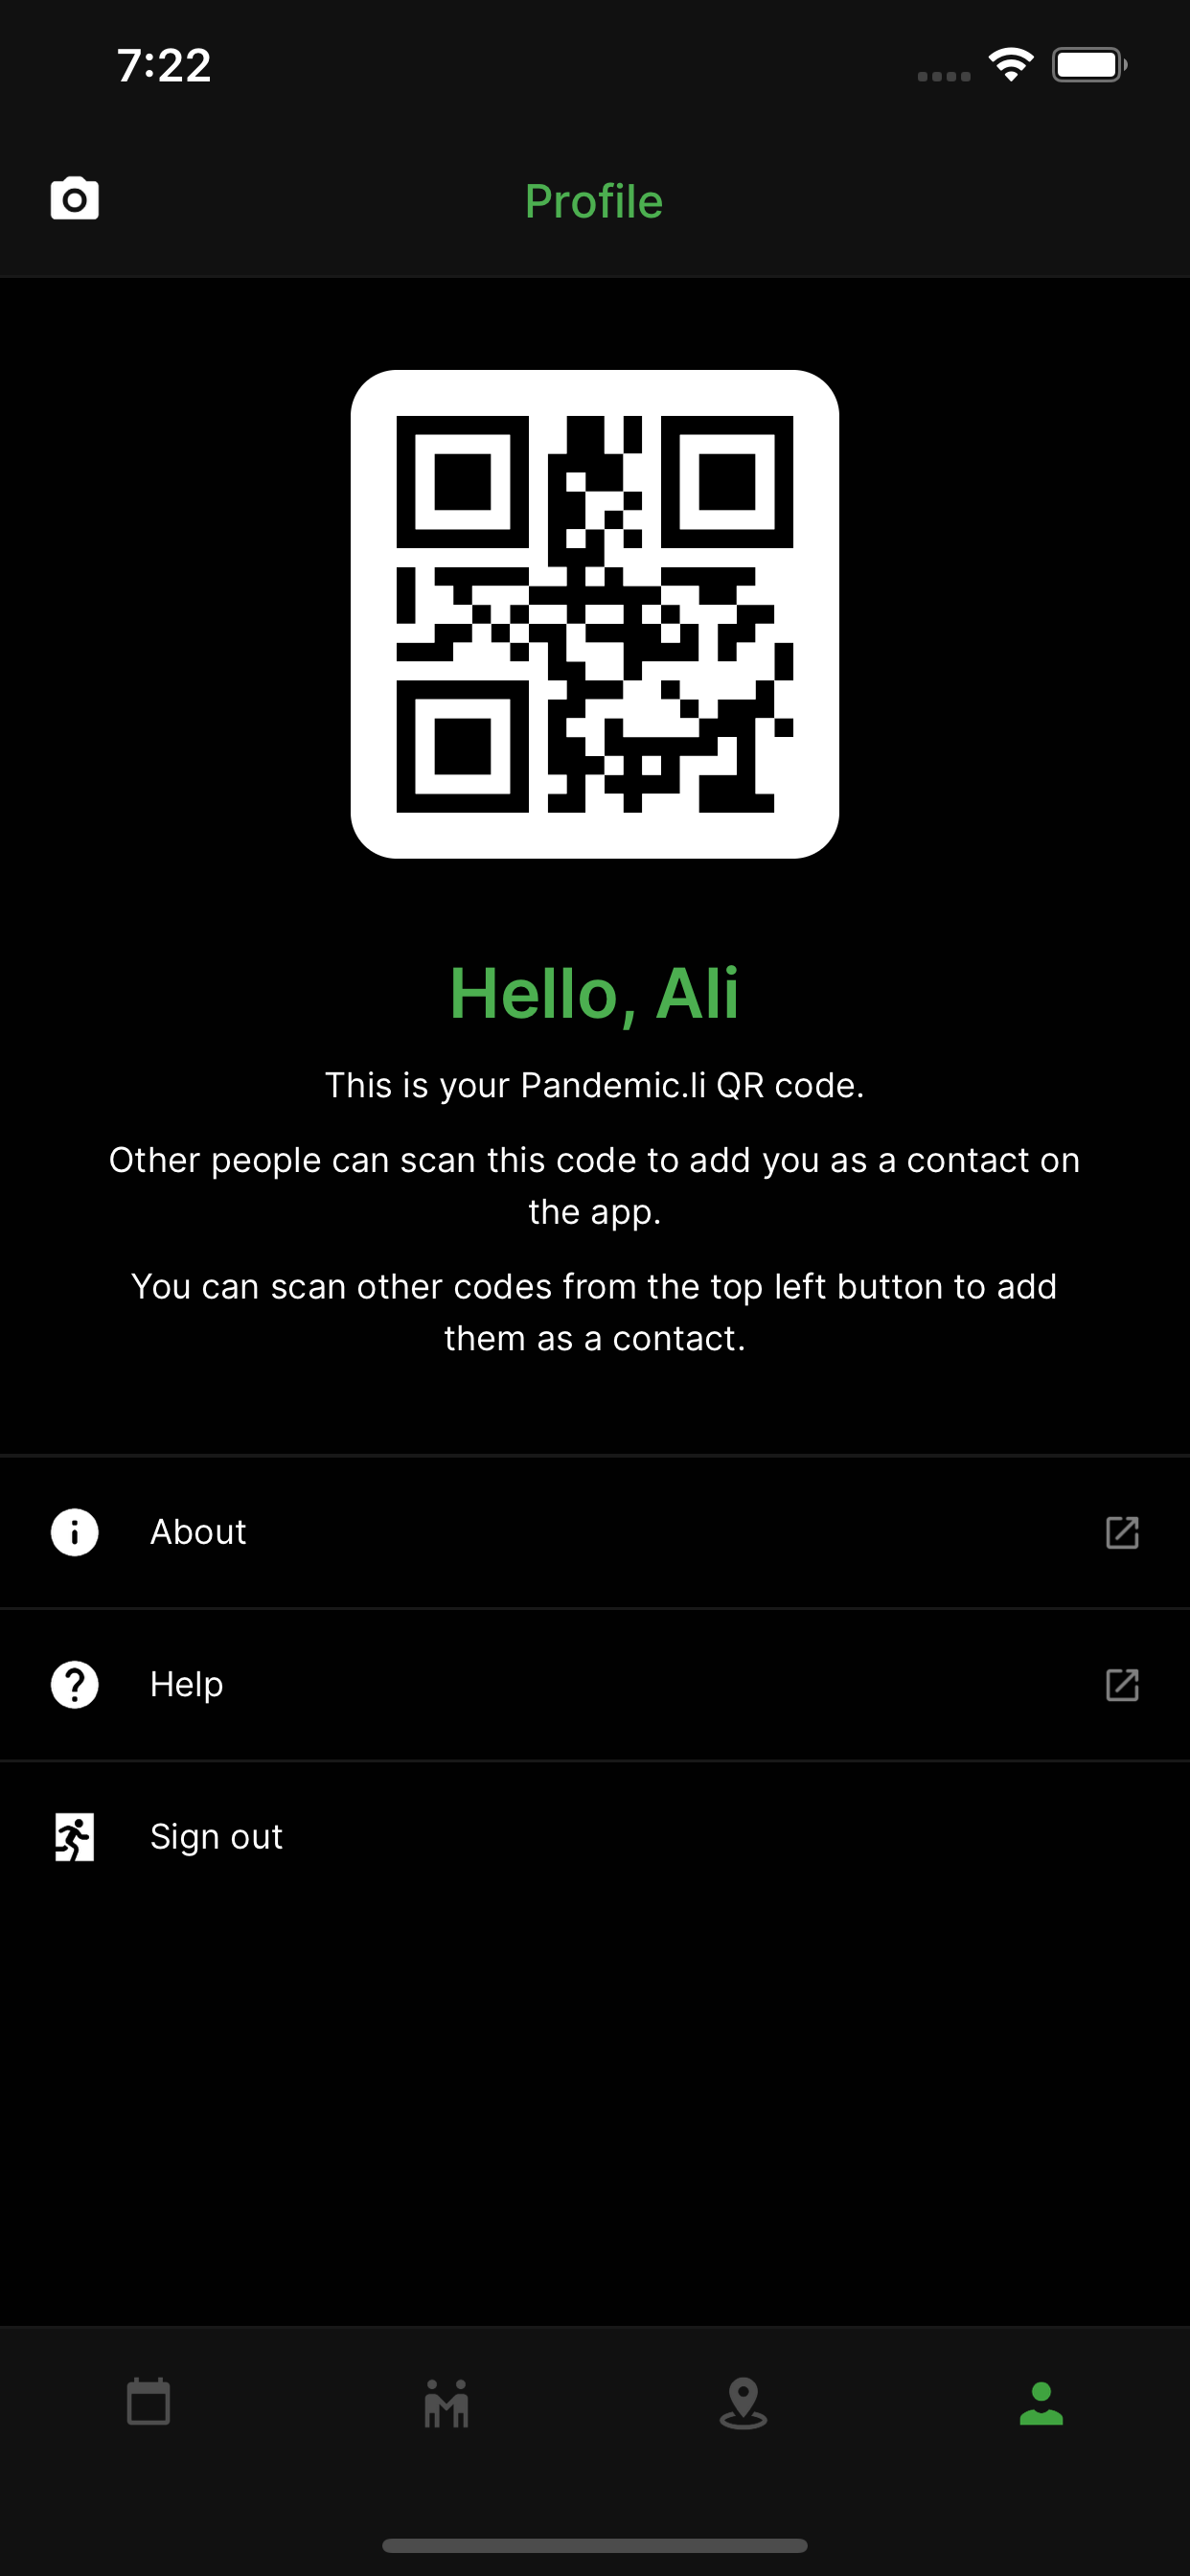 7:22
Profile
Hello, Ali
This is your Pandemic.li QR code.
Other people can scan this code to add you as a contact on
the app.
You can scan other codes from the top left button to add
them as a contact.
About
Help
Sign out